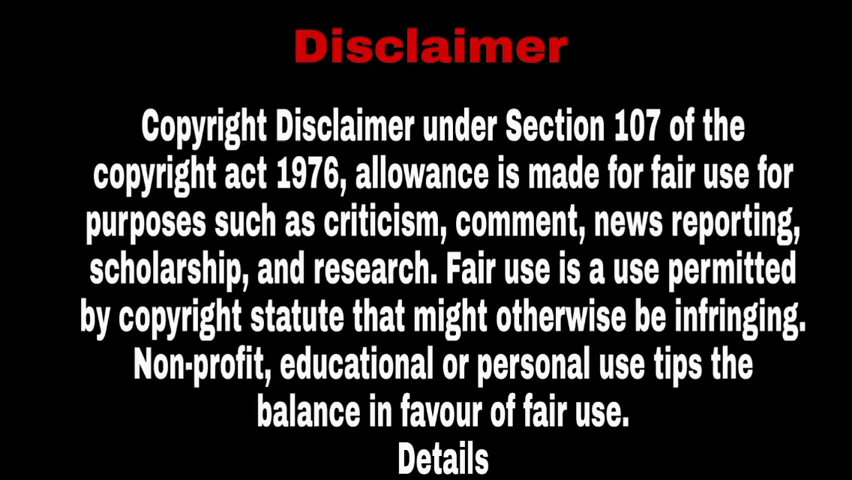 Disclaimer
Copyright Disclaimer under Section 107 of the
copyright act 1976, allowance is made for fair use for
purposes such as criticism, comment, news reporting,
scholarship, and research. Fair use is a use permitted
by copyright statute that might otherwise be infringing.
Non-profit, educational or personal use tips the
balance in favour of fair use.
Details